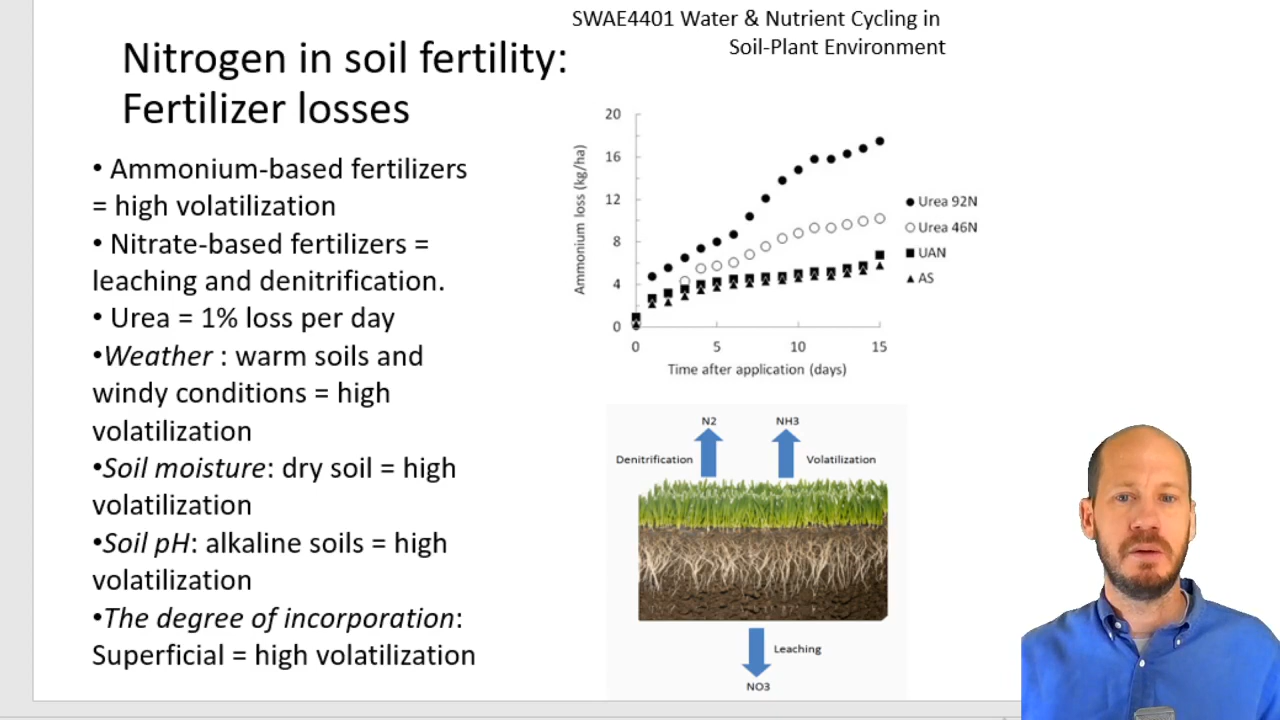 SWAE4401 Water & Nutrient Cycling in
Soil-Plant Environment
Nitrogen in soil fertility:
Fertilizer losses
• Ammonium-based fertilizers
= high volatilization
• Nitrate-based fertilizers =
leaching and denitrification.
• Urea = 1% loss per day
•Weather : warm soils and
windy conditions = high
volatilization
•Soil moisture: dry soil = high
volatilization
•Soil pH: alkaline soils = high
volatilization
•The degree of incorporation:
Superficial = high volatilization
Ammonium loss (kg/ha)
20
16
12
8
4
0
0 5 10 15
Time after application (days)
Urea 92N
Urea 46N
UAN
AS
N2 NH3
Denitrification Volatilization
Leaching
NO3